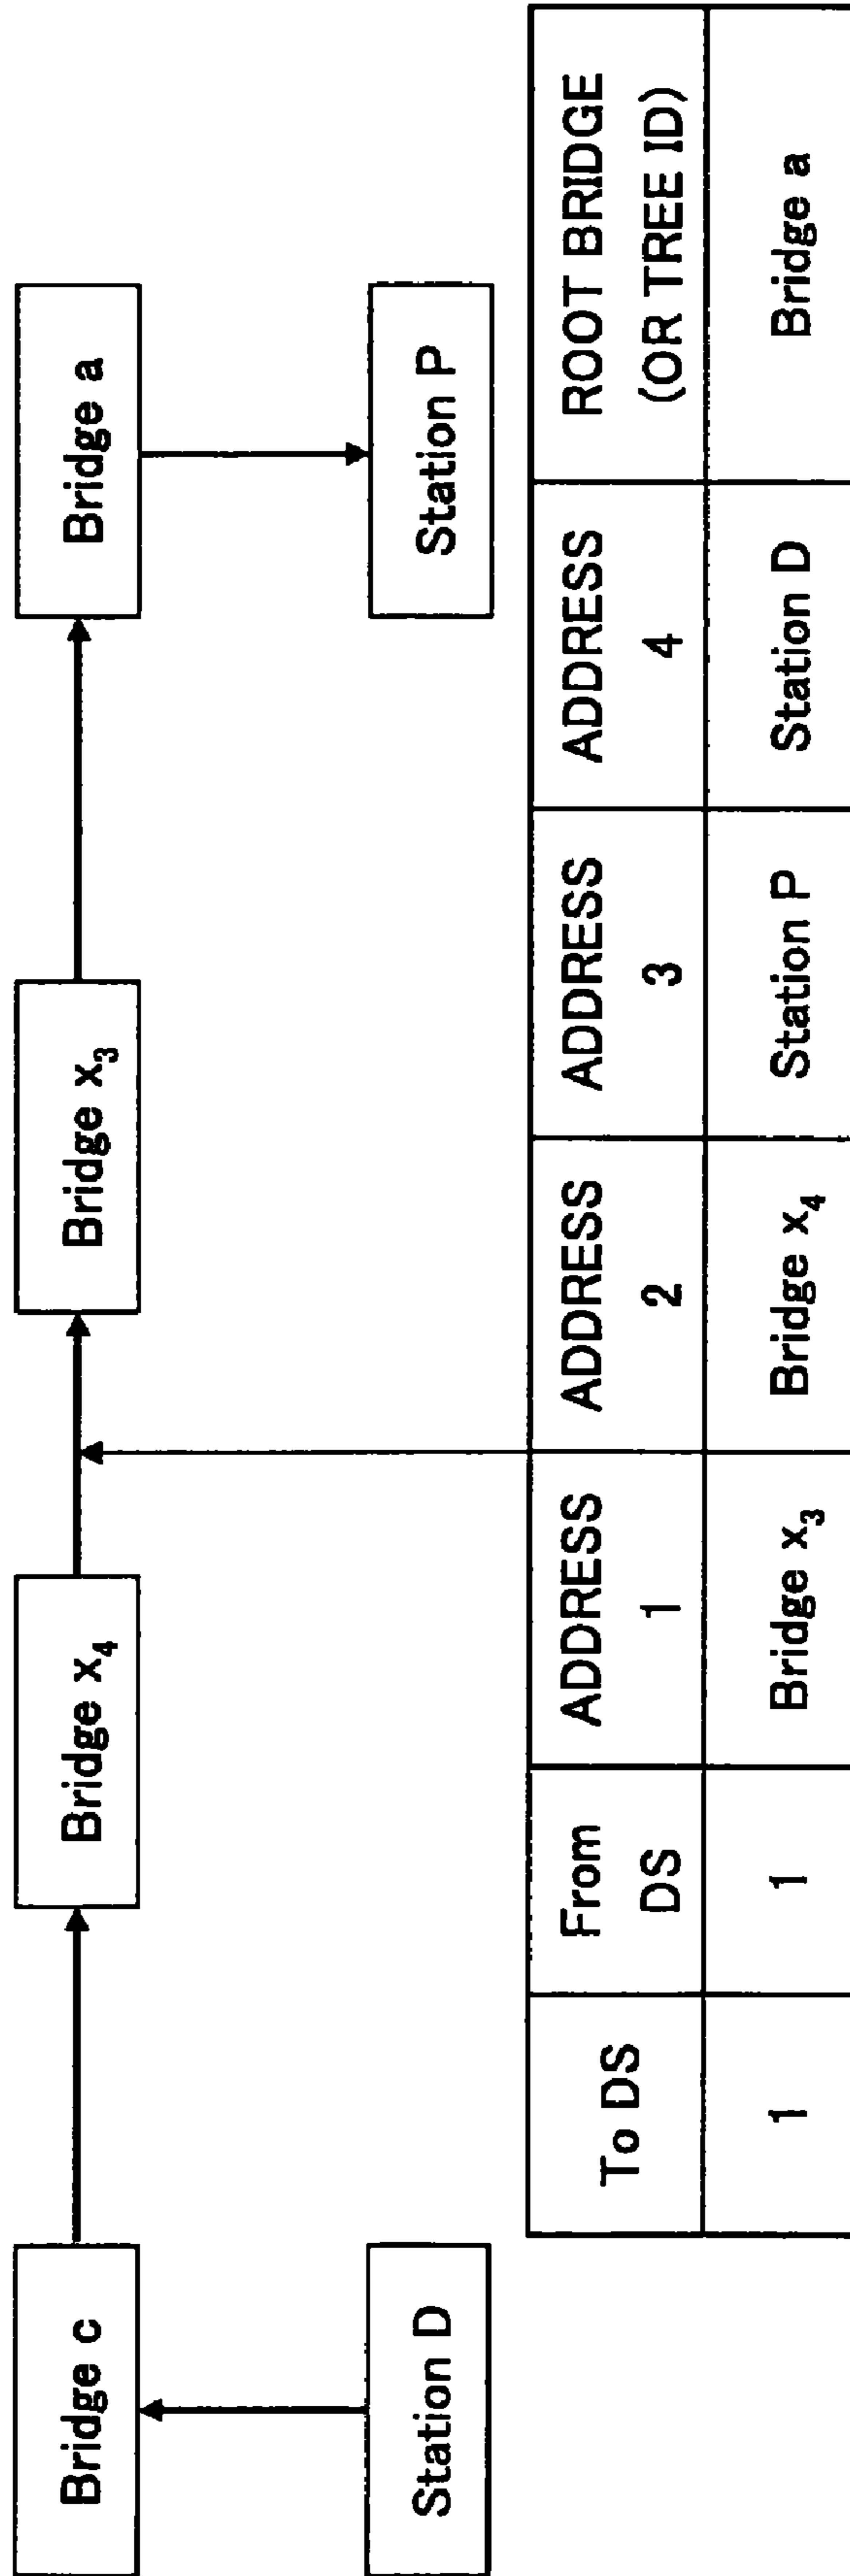 Bridge c
Bridge x₄
Bridge x₃
Bridge a
Station D
Station P
To DS
From
DS
ADDRESS
1
ADDRESS
2
ADDRESS
3
ADDRESS
4
ROOT BRIDGE
(OR TREE ID)
1
1
Bridge x₃
Bridge x₄
Station P
Station D
Bridge a